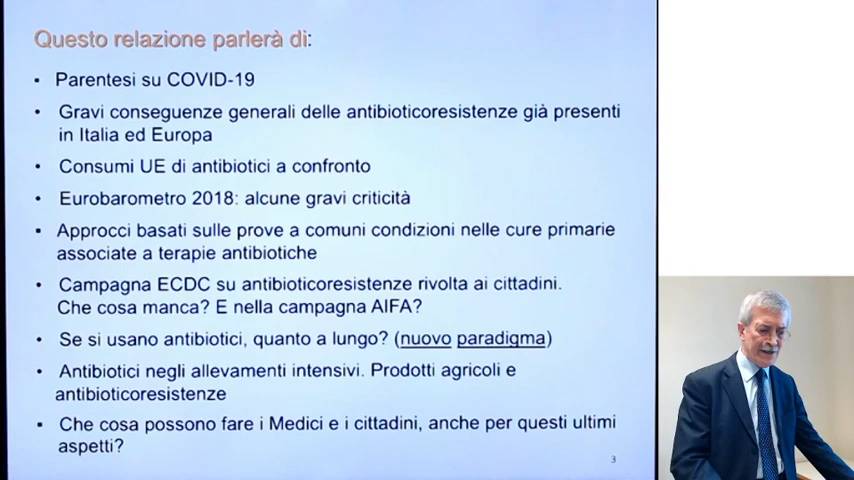 Questo relazione parlerà di:
• Parentesi su COVID-19
• Gravi conseguenze generali delle antibioticoresistenze già presenti
in Italia ed Europa
• Consumi UE di antibiotici a confronto
• Eurobarometro 2018: alcune gravi criticità
• Approcci basati sulle prove a comuni condizioni nelle cure primarie
associate a terapie antibiotiche
• Campagna ECDC su antibioticoresistenze rivolta ai cittadini.
Che cosa manca? E nella campagna AIFA?
• Se si usano antibiotici, quanto a lungo? (nuovo paradigma)
• Antibiotici negli allevamenti intensivi. Prodotti agricoli e
antibioticoresistenze
• Che cosa possono fare i Medici e i cittadini, anche per questi ultimi
aspetti?
3